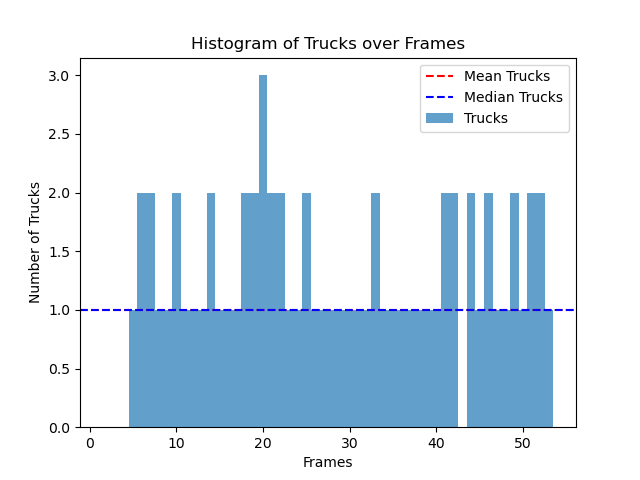 Histogram of Trucks over Frames
Mean Trucks
Median Trucks
Trucks
Number of Trucks
3.0
2.5
2.0
1.5
1.0
0.5
0.0
0 10 20 30 40 50
Frames